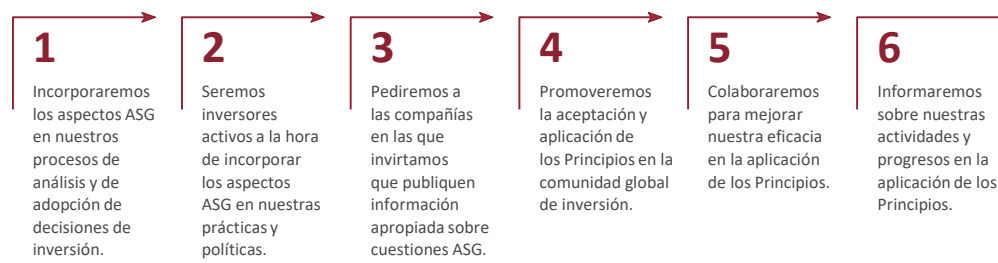 1
Incorporaremos
los aspectos ASG
en nuestros
procesos de
análisis y de
adopción de
decisiones de
inversión.
2
Seremos
inversores
activos a la hora
de incorporar
los aspectos
ASG en nuestras
prácticas y
políticas.
3
Pediremos a
las compañías
en las que
invirtamos
que publiquen
información
apropiada sobre
cuestiones ASG.
4
Promoveremos
la aceptación y
aplicación de
los Principios en la
comunidad global
de inversión.
5
Colaboraremos
para mejorar
nuestra eficacia
en la aplicación
de los Principios.
6
Informaremos
sobre nuestras
actividades y
progresos en la
aplicación de los
Principios.